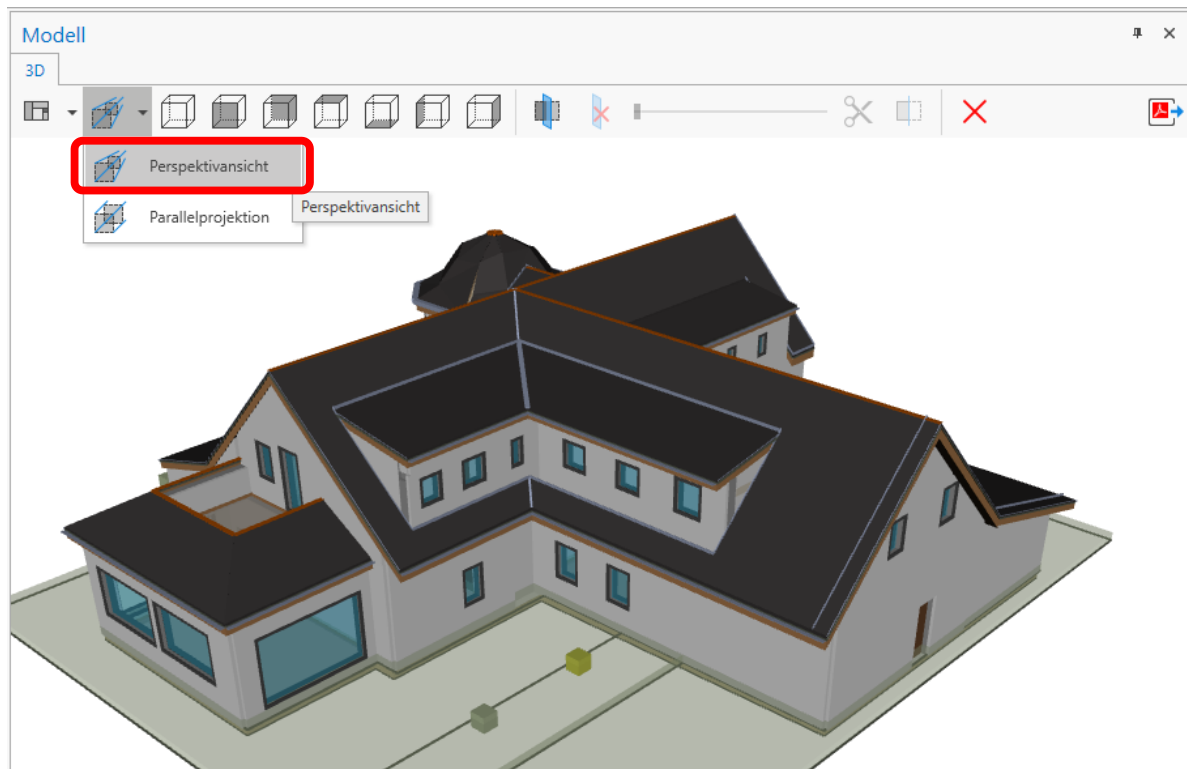 Modell
3D
Perspektivansicht
Parallelprojektion
Perspektivansicht